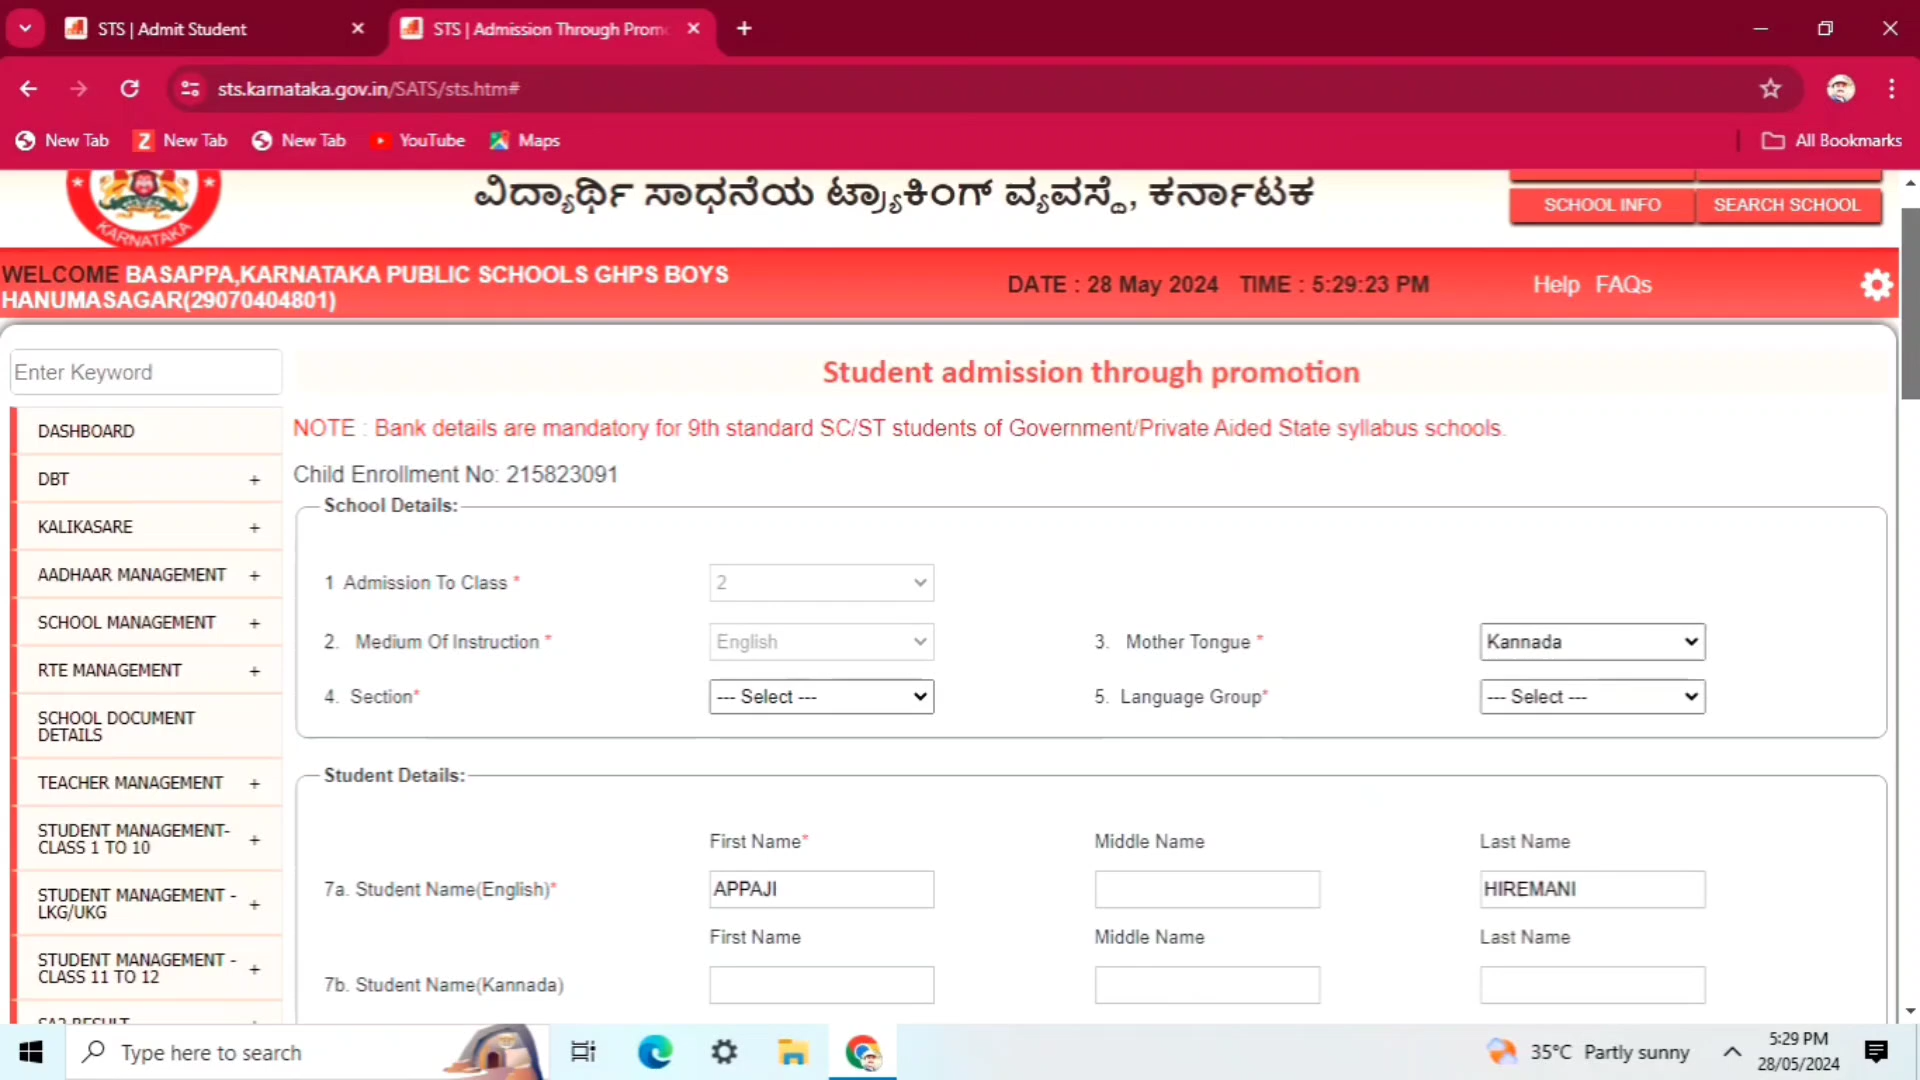 STS | Admit Student
STS | Admission Through Prom
sts.karnataka.gov.in/SATS/sts.htm#
New Tab
New Tab
New Tab
YouTube
Maps
All Bookmarks
KARNATAKA
ವಿದ್ಯಾರ್ಥಿ ಸಾಧನೆಯ ಟ್ರ್ಯಾಕಿಂಗ್ ವ್ಯವಸ್ಥೆ, ಕರ್ನಾಟಕ
SCHOOL INFO
SEARCH SCHOOL
WELCOME BASAPPA,KARNATAKA PUBLIC SCHOOLS GHPS BOYS
HANUMASAGAR(29070404801)
DATE : 28 May 2024 TIME : 5:29:23 PM
Help FAQs
Enter Keyword
DASHBOARD
DBT +
KALIKASARE +
AADHAAR MANAGEMENT +
SCHOOL MANAGEMENT +
RTE MANAGEMENT +
SCHOOL DOCUMENT
DETAILS
TEACHER MANAGEMENT +
STUDENT MANAGEMENT-
CLASS 1 TO 10 +
STUDENT MANAGEMENT -
LKG/UKG +
STUDENT MANAGEMENT -
CLASS 11 TO 12 +
SA2 RESULT
Student admission through promotion
NOTE : Bank details are mandatory for 9th standard SC/ST students of Government/Private Aided State syllabus schools.
Child Enrollment No: 215823091
School Details:
1 Admission To Class * 2
2. Medium Of Instruction * English
3. Mother Tongue * Kannada
4. Section* --- Select ---
5. Language Group* --- Select ---
Student Details:
First Name* Middle Name Last Name
7a. Student Name(English)* APPAJI HIREMANI
First Name Middle Name Last Name
7b. Student Name(Kannada)
Type here to search
35°C Partly sunny
5:29 PM
28/05/2024